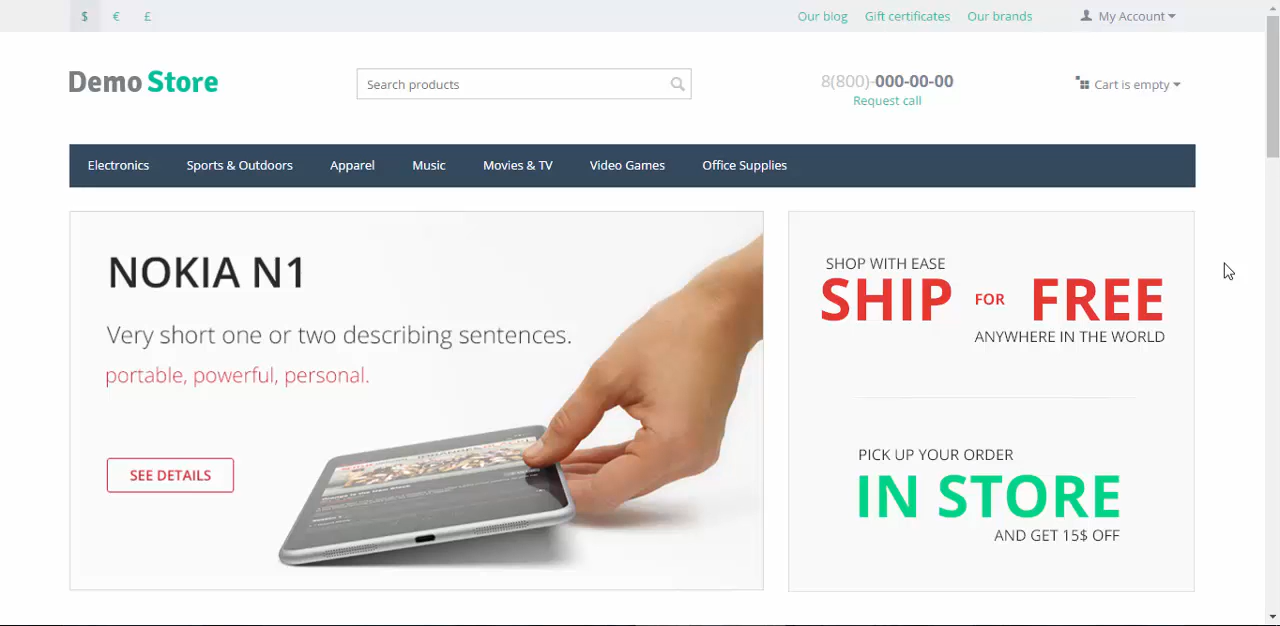 $ € £ Our blog Gift certificates Our brands My Account
Demo Store Search products 8(800)-000-00-00 Cart is empty
Request call
Electronics Sports & Outdoors Apparel Music Movies & TV Video Games Office Supplies
NOKIA N1
Very short one or two describing sentences.
portable, powerful, personal.
SEE DETAILS
SHOP WITH EASE
SHIP FOR FREE
ANYWHERE IN THE WORLD
PICK UP YOUR ORDER
IN STORE
AND GET 15$ OFF